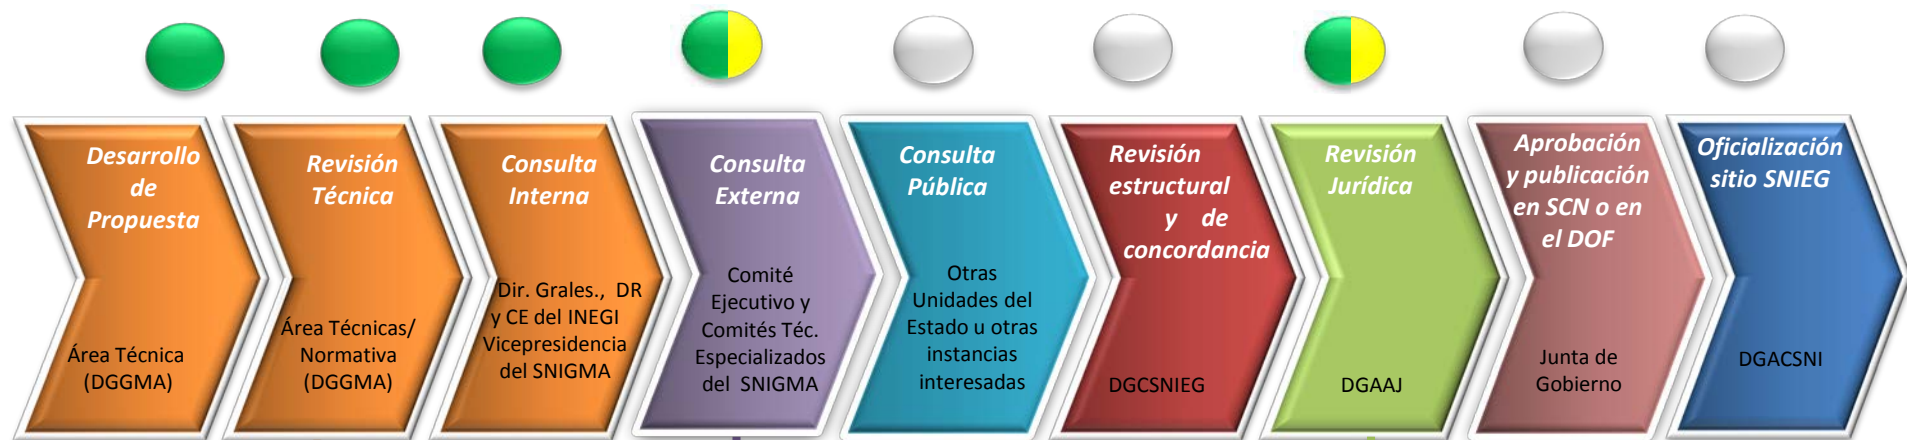 Desarrollo
de
Propuesta
Área Técnica
(DGGMA)
Revisión
Técnica
Área Técnicas/
Normativa
(DGGMA)
Consulta
Interna
Dir. Grales., DR
y CE del INEGI
Vicepresidencia
del SNIGMA
Consulta
Externa
Comité
Ejecutivo y
Comités Téc.
Especializados
del SNIGMA
Consulta
Pública
Otras
Unidades del
Estado u otras
instancias
interesadas
Revisión
estructural
y de
concordancia
DGCSNIEG
Revisión
Jurídica
DGAAJ
Aprobación
y publicación
en SCN o en
el DOF
Junta de
Gobierno
Oficialización
sitio SNIEG
DGACSNI